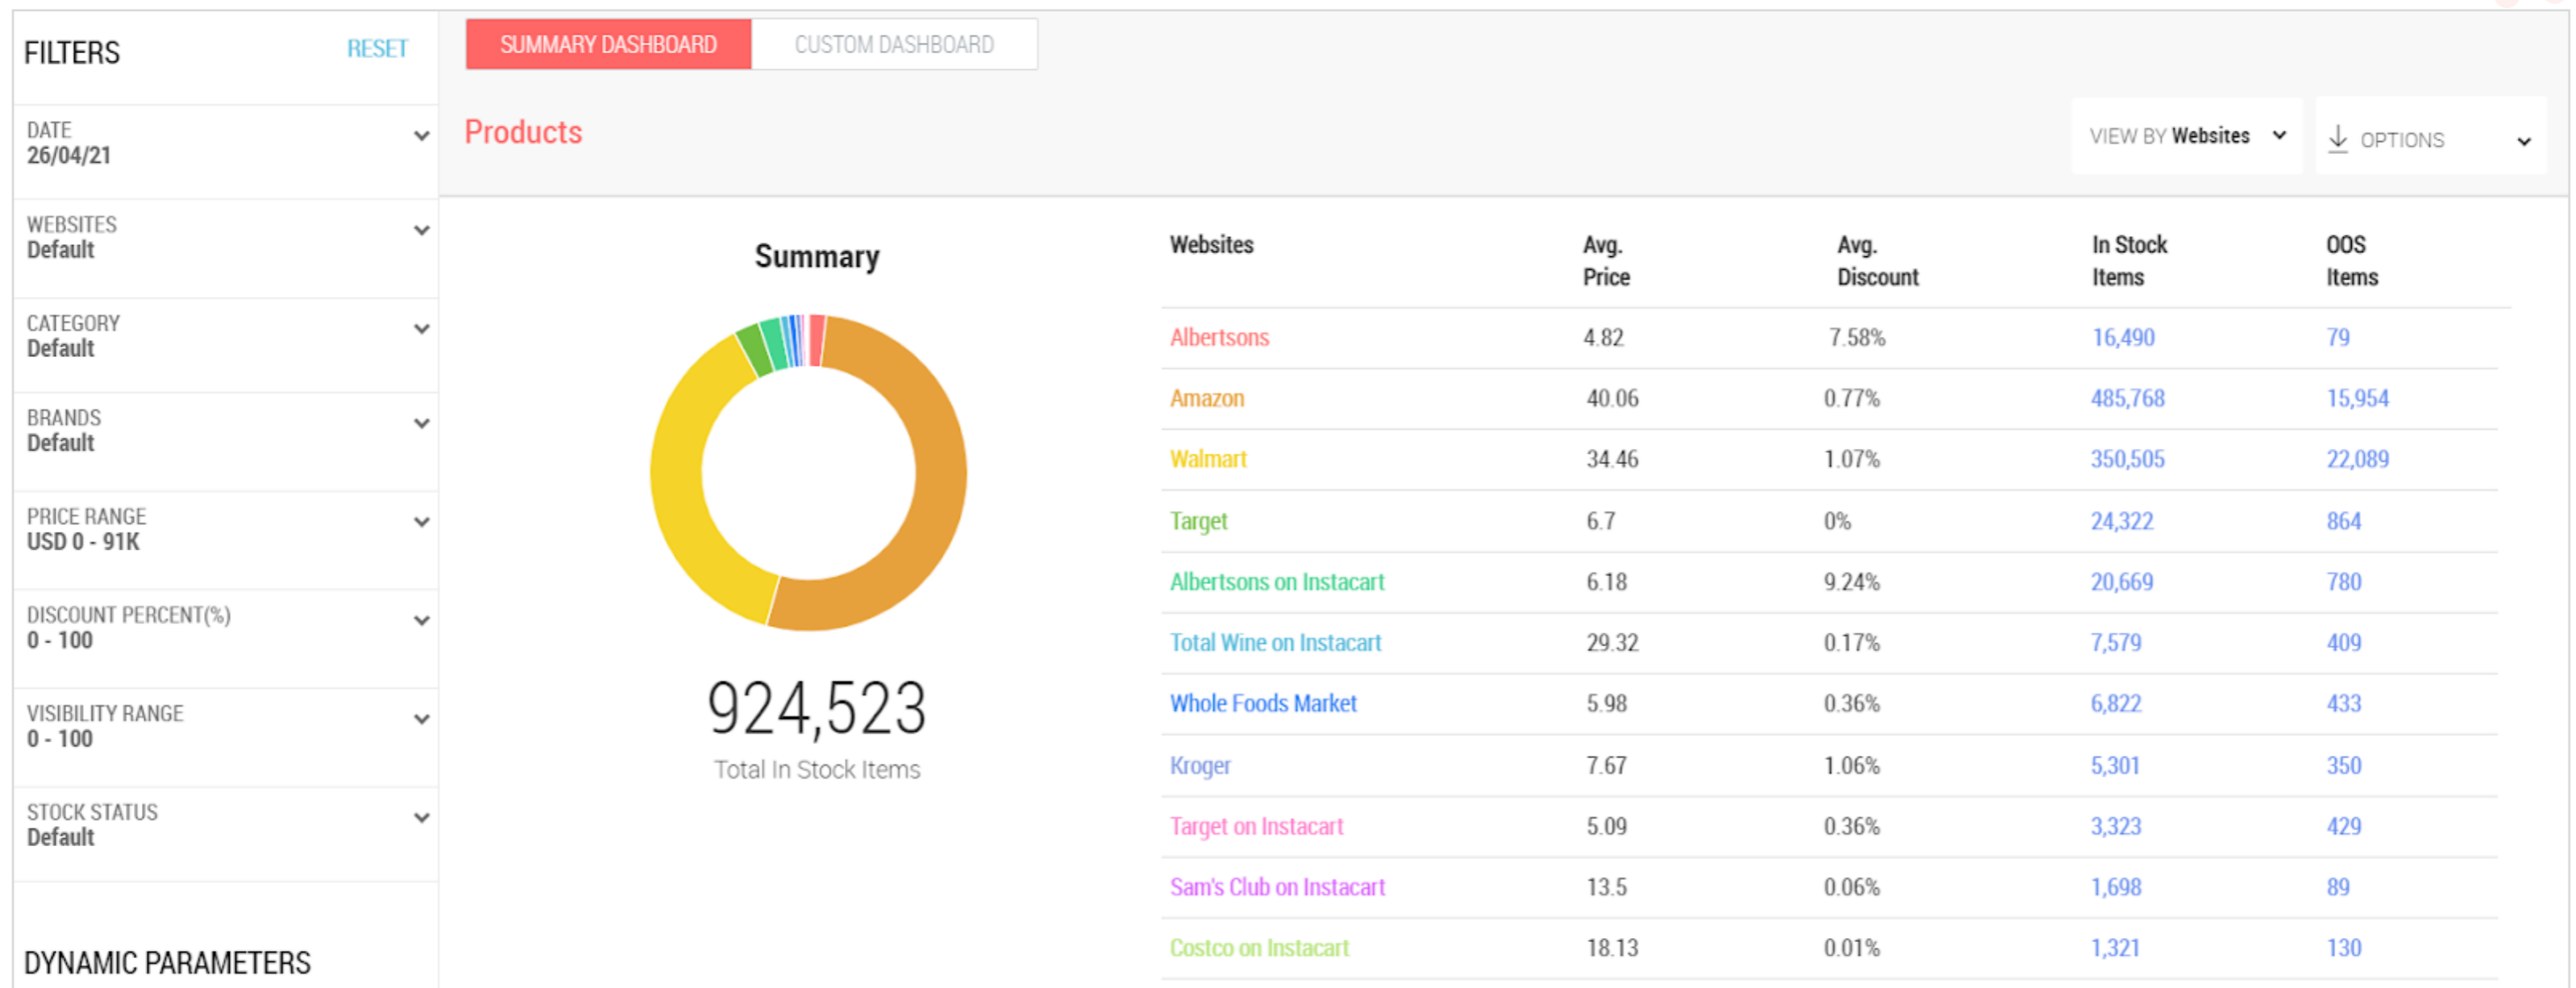 FILTERS RESET
DATE
26/04/21
WEBSITES
Default
CATEGORY
Default
BRANDS
Default
PRICE RANGE
USD 0 - 91K
DISCOUNT PERCENT(%)
0 - 100
VISIBILITY RANGE
0 - 100
STOCK STATUS
Default
DYNAMIC PARAMETERS
SUMMARY DASHBOARD CUSTOM DASHBOARD
Products
VIEW BY Websites OPTIONS
Summary
924,523
Total In Stock Items
Websites Avg. Price Avg. Discount In Stock Items OOS Items
Albertsons 4.82 7.58% 16,490 79
Amazon 40.06 0.77% 485,768 15,954
Walmart 34.46 1.07% 350,505 22,089
Target 6.7 0% 24,322 864
Albertsons on Instacart 6.18 9.24% 20,669 780
Total Wine on Instacart 29.32 0.17% 7,579 409
Whole Foods Market 5.98 0.36% 6,822 433
Kroger 7.67 1.06% 5,301 350
Target on Instacart 5.09 0.36% 3,323 429
Sam's Club on Instacart 13.5 0.06% 1,698 89
Costco on Instacart 18.13 0.01% 1,321 130